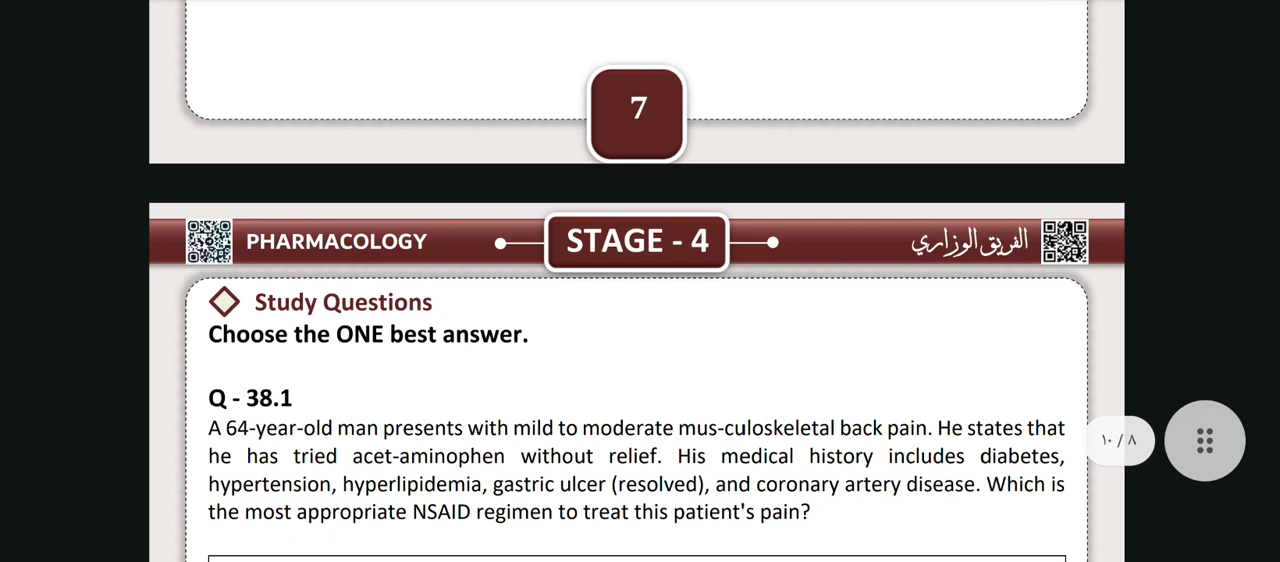 7
PHARMACOLOGY
STAGE - 4
الفريق الوزاري
Study Questions
Choose the ONE best answer.
Q - 38.1
A 64-year-old man presents with mild to moderate mus-culoskeletal back pain. He states that
he has tried acet-aminophen without relief. His medical history includes diabetes,
hypertension, hyperlipidemia, gastric ulcer (resolved), and coronary artery disease. Which is
the most appropriate NSAID regimen to treat this patient's pain?
١٠ / ٨